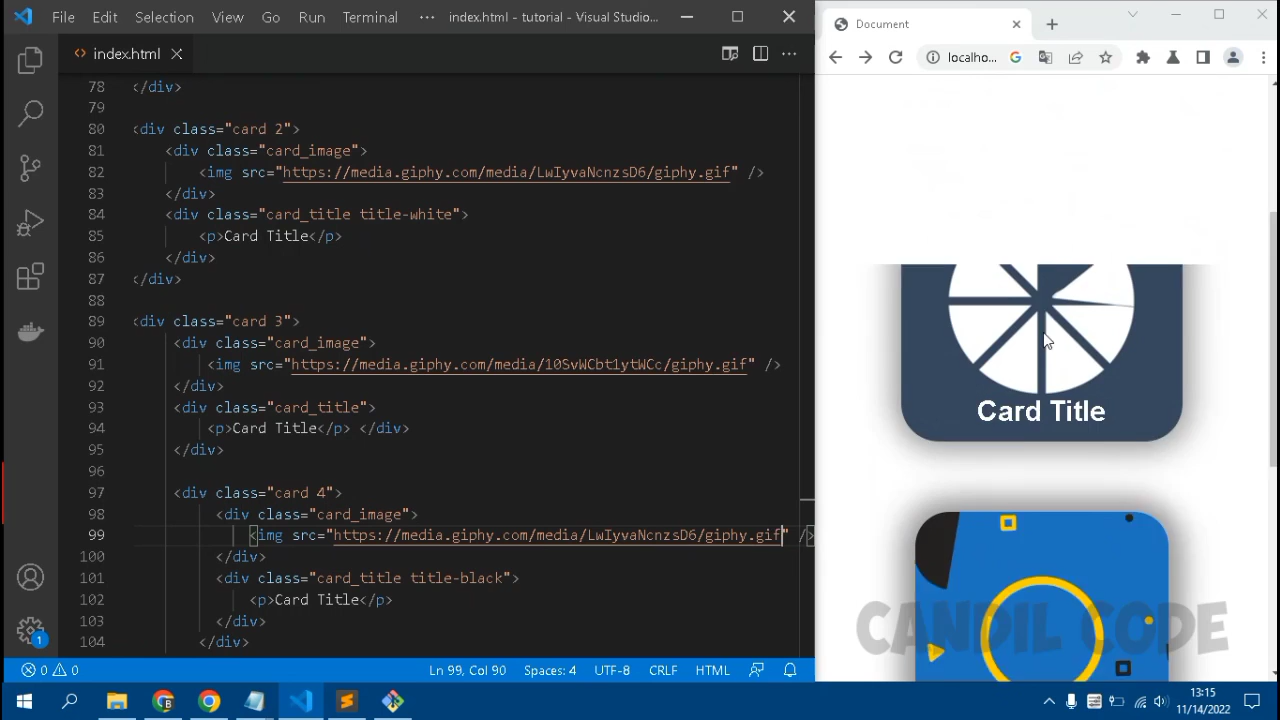 File Edit Selection View Go Run Terminal ··· index.html - tutorial - Visual Studio...
Document
index.html
localho...
78 </div>
79
80 <div class="card 2">
81 <div class="card_image">
82 <img src="https://media.giphy.com/media/LwIyvaNcnzsD6/giphy.gif" />
83 </div>
84 <div class="card_title title-white">
85 <p>Card Title</p>
86 </div>
87 </div>
88
89 <div class="card 3">
90 <div class="card_image">
91 <img src="https://media.giphy.com/media/10SvWCbt1ytWCc/giphy.gif" />
92 </div>
93 <div class="card_title">
94 <p>Card Title</p> </div>
95 </div>
96
97 <div class="card 4">
98 <div class="card_image">
99 <img src="https://media.giphy.com/media/LwIyvaNcnzsD6/giphy.gif" />
100 </div>
101 <div class="card_title title-black">
102 <p>Card Title</p>
103 </div>
104 </div>
Card Title
CANDIL CODE
1
0 0 Ln 99, Col 90 Spaces: 4 UTF-8 CRLF HTML
13:15
11/14/2022